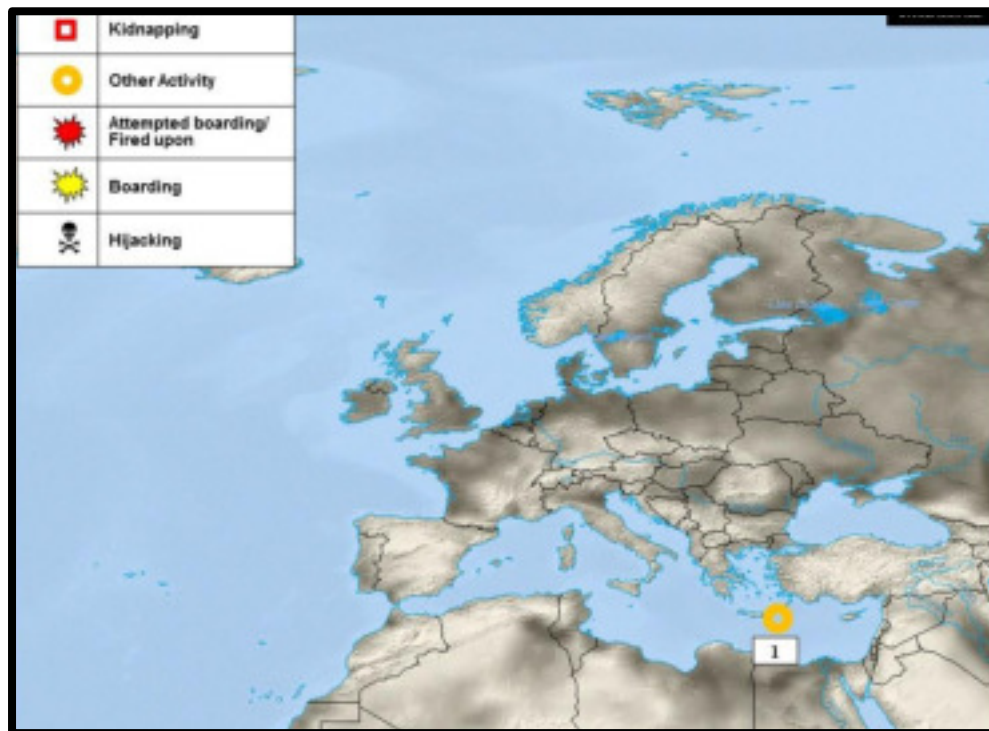 Kidnapping
Other Activity
Attempted boarding/
Fired upon
Boarding
Hijacking
1